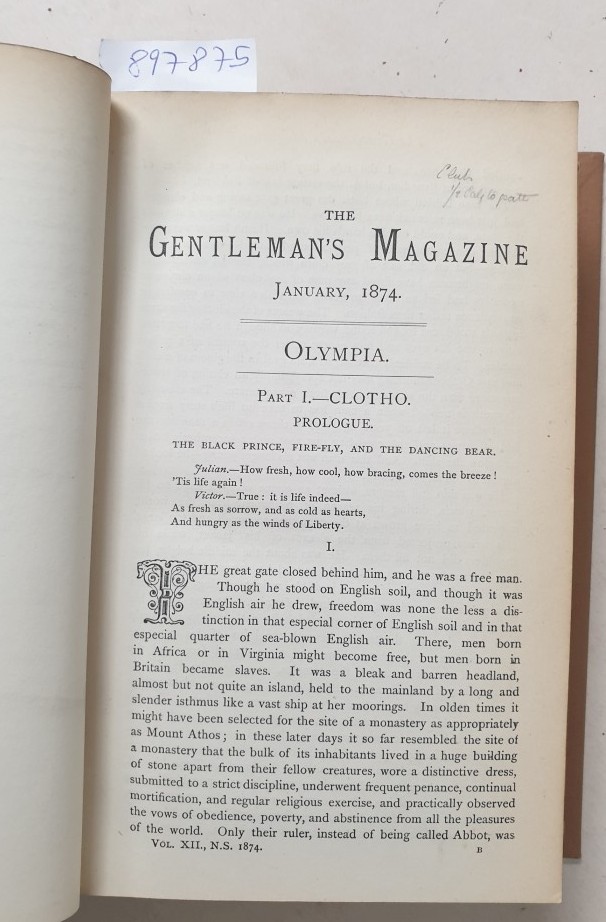 897875
Club
THE
GENTLEMAN'S MAGAZINE
JANUARY, 1874.
OLYMPIA.
PART I.—CLOTHO.
PROLOGUE.
THE BLACK PRINCE, FIRE-FLY, AND THE DANCING BEAR.
Julian.—How fresh, how cool, how bracing, comes the breeze!
'Tis life again!
Victor.—True: it is life indeed—
As fresh as sorrow, and as cold as hearts,
And hungry as the winds of Liberty.
I.
THE great gate closed behind him, and he was a free man.
Though he stood on English soil, and though it was
English air he drew, freedom was none the less a dis-
tinction in that especial corner of English soil and in that
especial quarter of sea-blown English air. There, men born
in Africa or in Virginia might become free, but men born in
Britain became slaves. It was a bleak and barren headland,
almost but not quite an island, held to the mainland by a long and
slender isthmus like a vast ship at her moorings. In olden times it
might have been selected for the site of a monastery as appropriately
as Mount Athos; in these later days it so far resembled the site of
a monastery that the bulk of its inhabitants lived in a huge building
of stone apart from their fellow creatures, wore a distinctive dress,
submitted to a strict discipline, underwent frequent penance, continual
mortification, and regular religious exercise, and practically observed
the vows of obedience, poverty, and abstinence from all the pleasures
of the world. Only their ruler, instead of being called Abbot, was
VOL. XII., N.S. 1874.
B